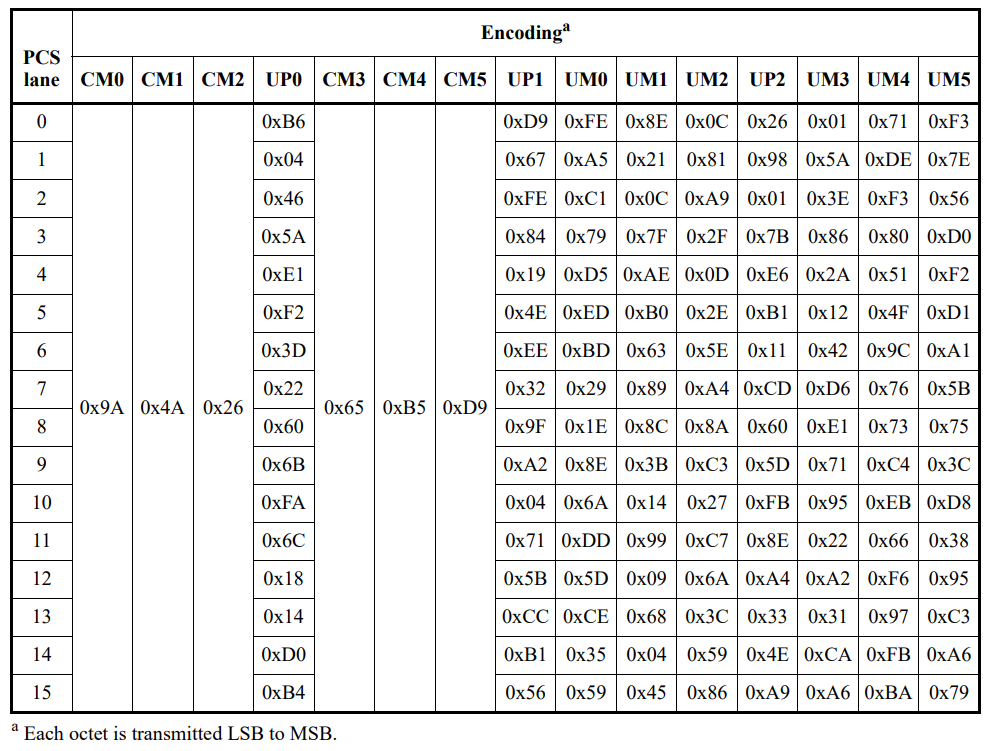 PCS lane Encodingᵃ
CM0 CM1 CM2 UP0 CM3 CM4 CM5 UP1 UM0 UM1 UM2 UP2 UM3 UM4 UM5
0 0xB6 0xD9 0xFE 0x8E 0x0C 0x26 0x01 0x71 0xF3
1 0x04 0x67 0xA5 0x21 0x81 0x98 0x5A 0xDE 0x7E
2 0x46 0xFE 0xC1 0x0C 0xA9 0x01 0x3E 0xF3 0x56
3 0x5A 0x84 0x79 0x7F 0x2F 0x7B 0x86 0x80 0xD0
4 0xE1 0x19 0xD5 0xAE 0x0D 0xE6 0x2A 0x51 0xF2
5 0xF2 0x4E 0xED 0xB0 0x2E 0xB1 0x12 0x4F 0xD1
6 0x3D 0xEE 0xBD 0x63 0x5E 0x11 0x42 0x9C 0xA1
7 0x22 0x32 0x29 0x89 0xA4 0xCD 0xD6 0x76 0x5B
0x9A 0x4A 0x26 0x65 0xB5 0xD9
8 0x60 0x9F 0x1E 0x8C 0x8A 0x60 0xE1 0x73 0x75
9 0x6B 0xA2 0x8E 0x3B 0xC3 0x5D 0x71 0xC4 0x3C
10 0xFA 0x04 0x6A 0x14 0x27 0xFB 0x95 0xEB 0xD8
11 0x6C 0x71 0xDD 0x99 0xC7 0x8E 0x22 0x66 0x38
12 0x18 0x5B 0x5D 0x09 0x6A 0xA4 0xA2 0xF6 0x95
13 0x14 0xCC 0xCE 0x68 0x3C 0x33 0x31 0x97 0xC3
14 0xD0 0xB1 0x35 0x04 0x59 0x4E 0xCA 0xFB 0xA6
15 0xB4 0x56 0x59 0x45 0x86 0xA9 0xA6 0xBA 0x79
ᵃ Each octet is transmitted LSB to MSB.